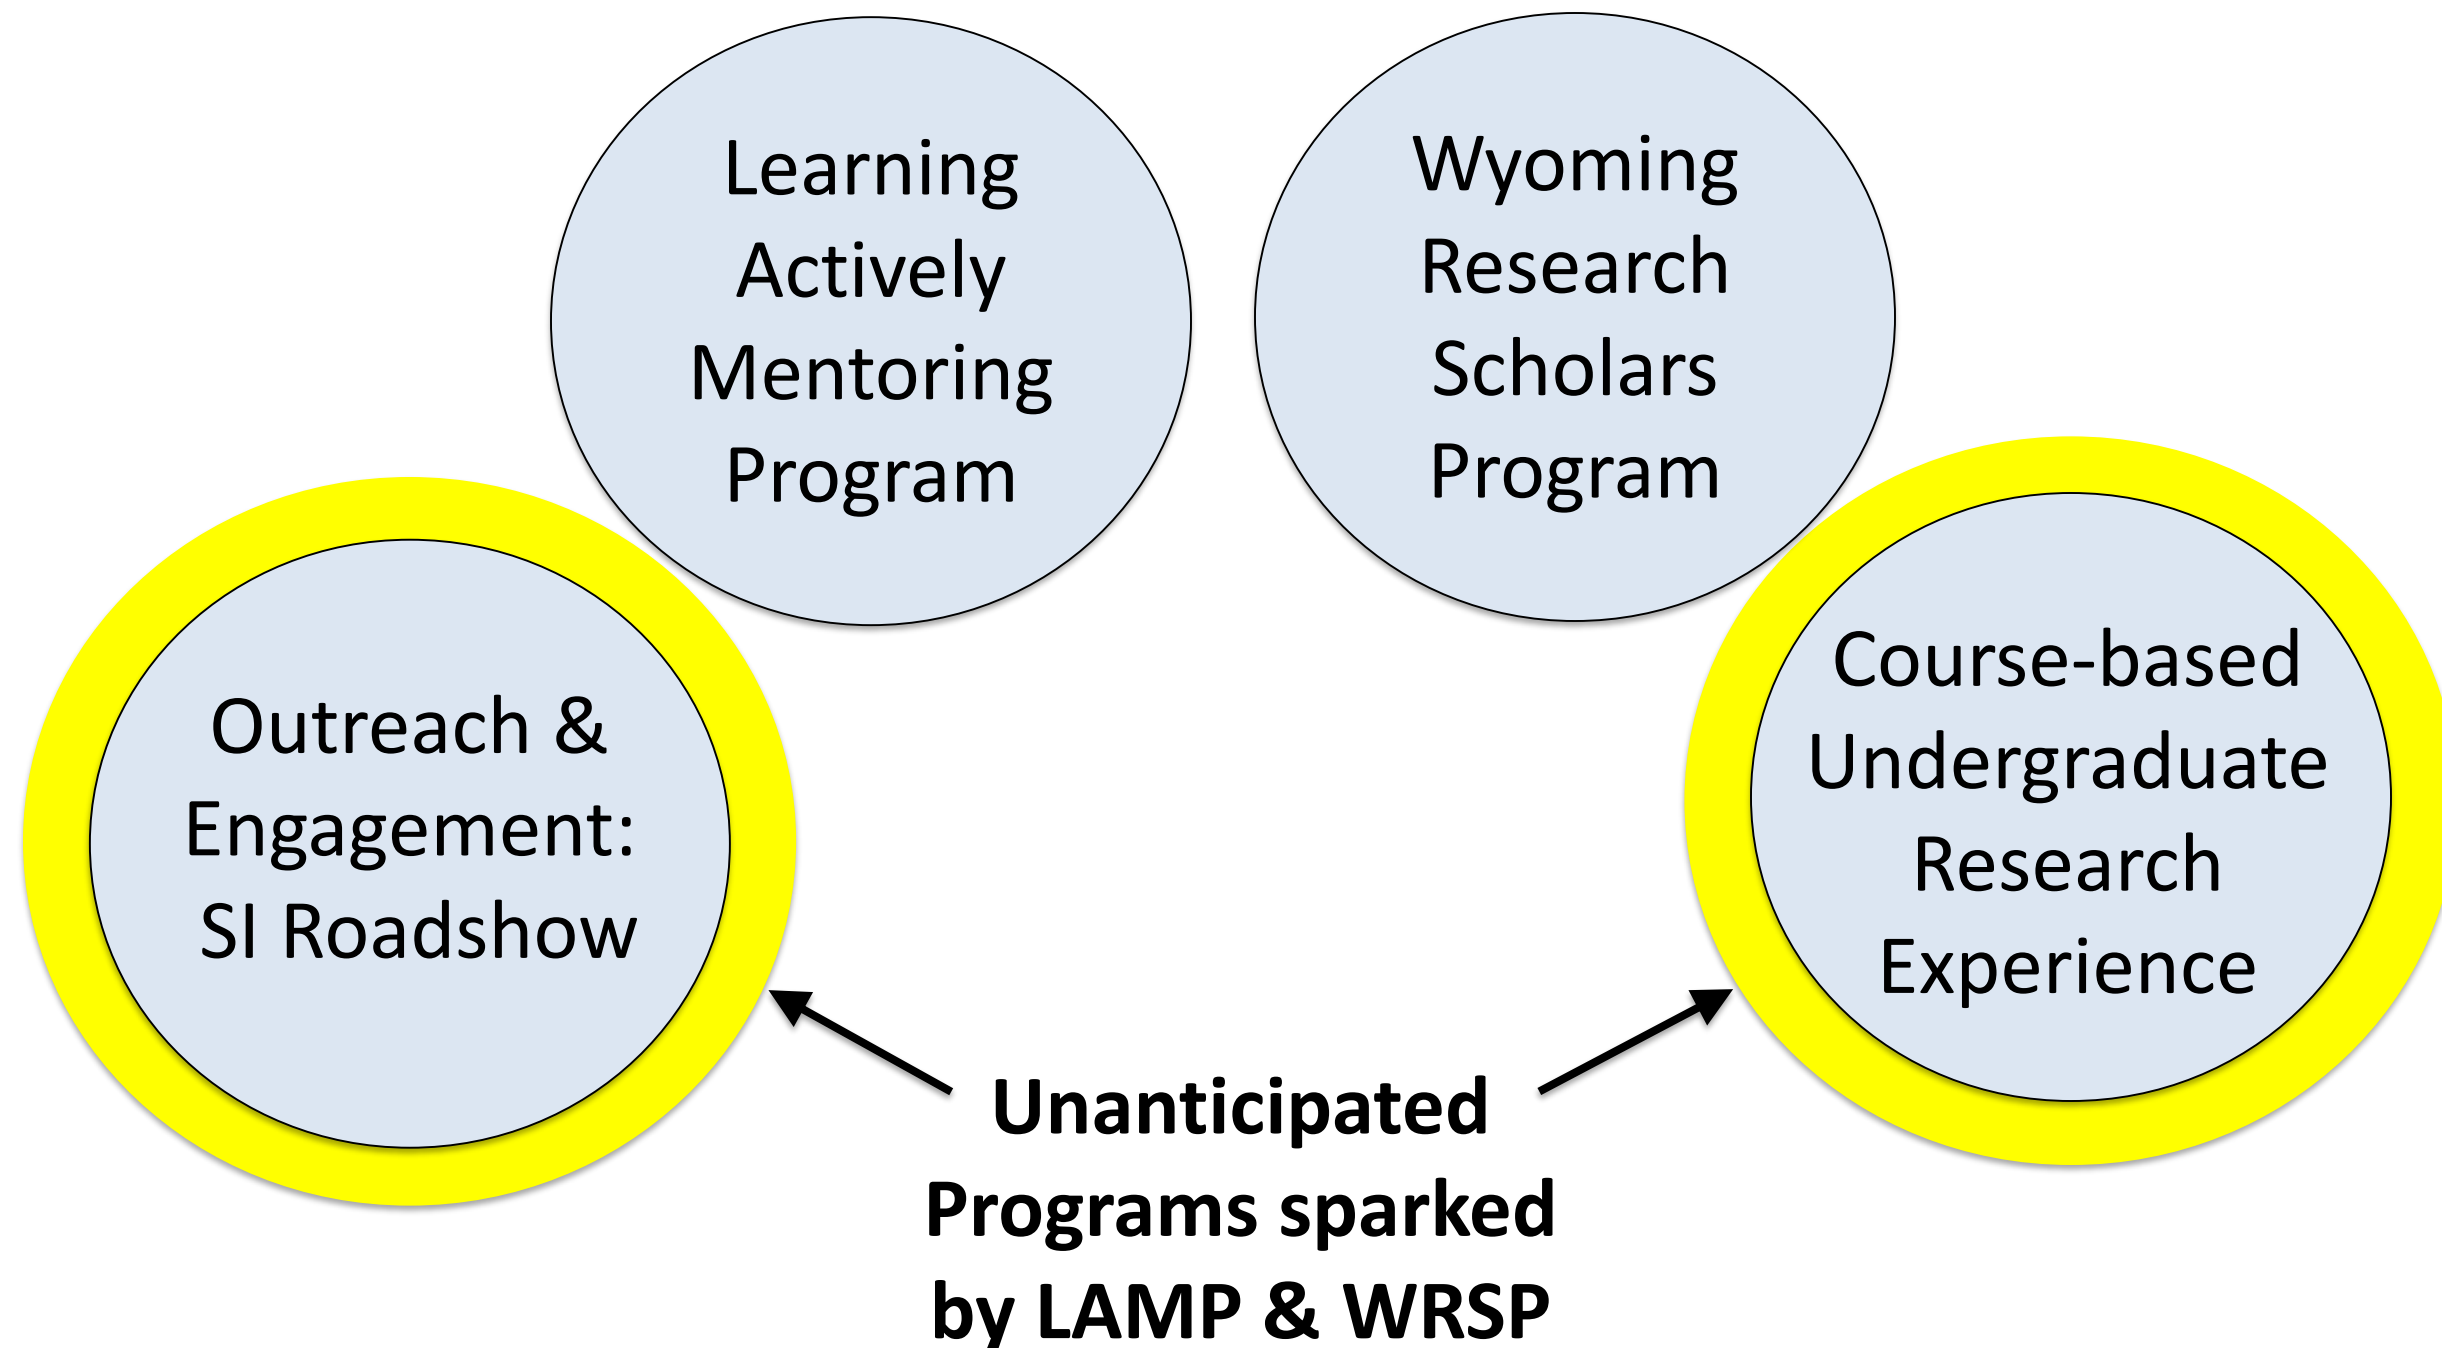 Learning
Actively
Mentoring
Program
Wyoming
Research
Scholars
Program
Outreach &
Engagement:
SI Roadshow
Course-based
Undergraduate
Research
Experience
Unanticipated
Programs sparked
by LAMP & WRSP